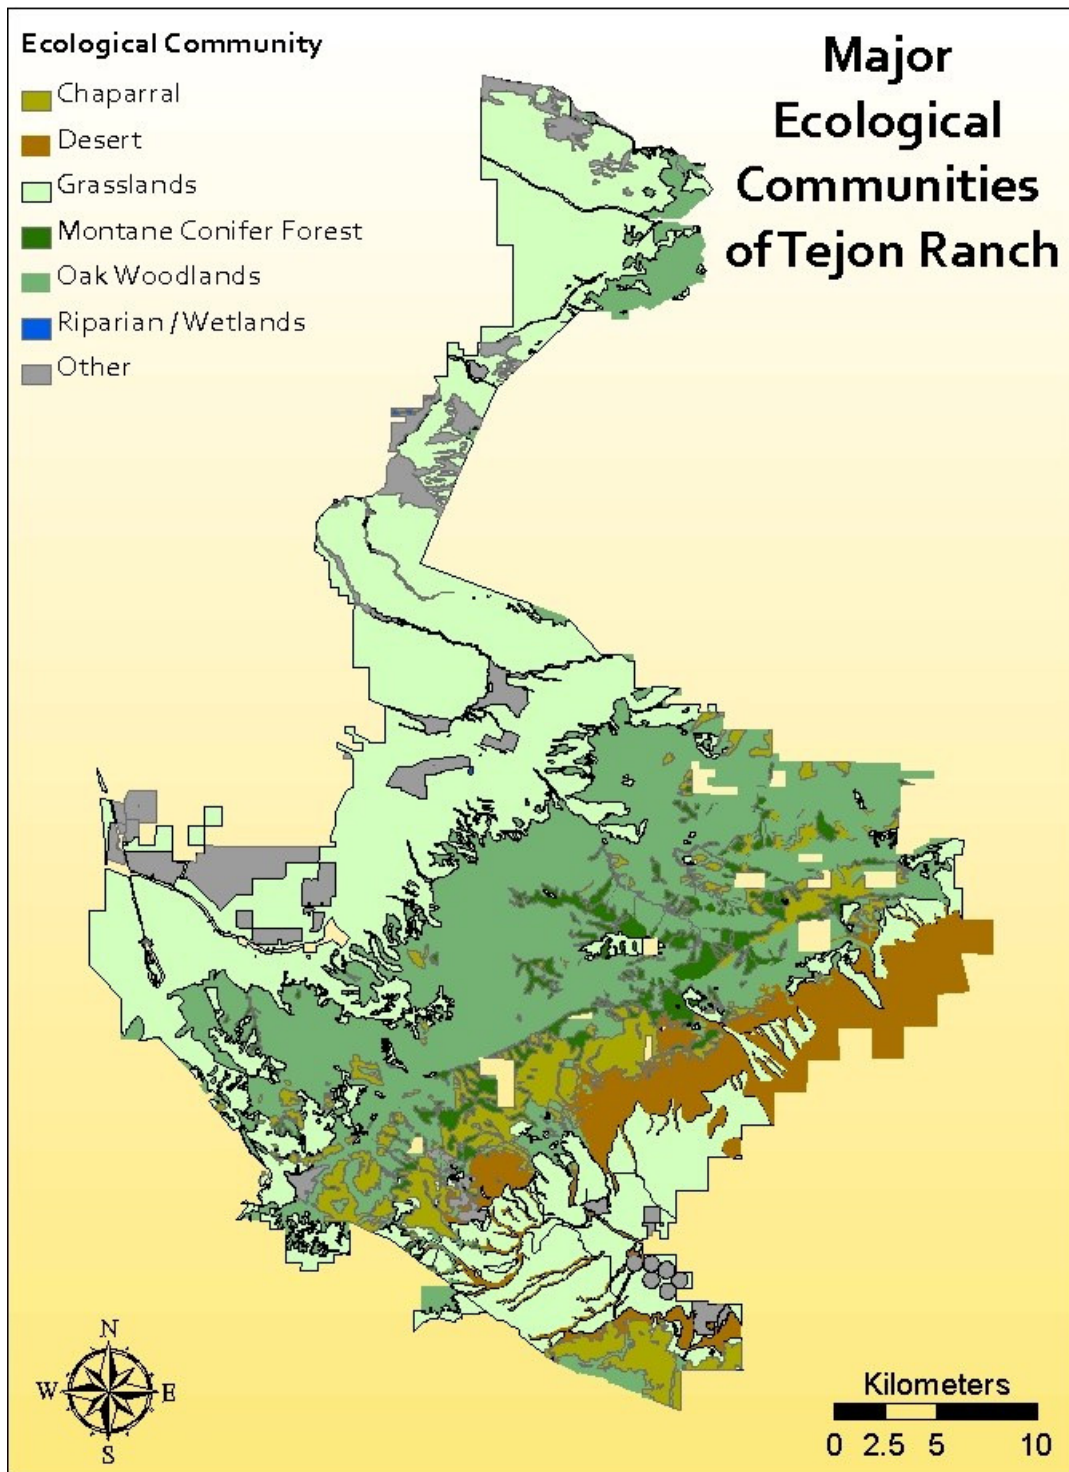 Ecological Community
Chaparral
Desert
Grasslands
Montane Conifer Forest
Oak Woodlands
Riparian / Wetlands
Other
Major
Ecological
Communities
of Tejon Ranch
N
W E
S
Kilometers
0 2.5 5 10